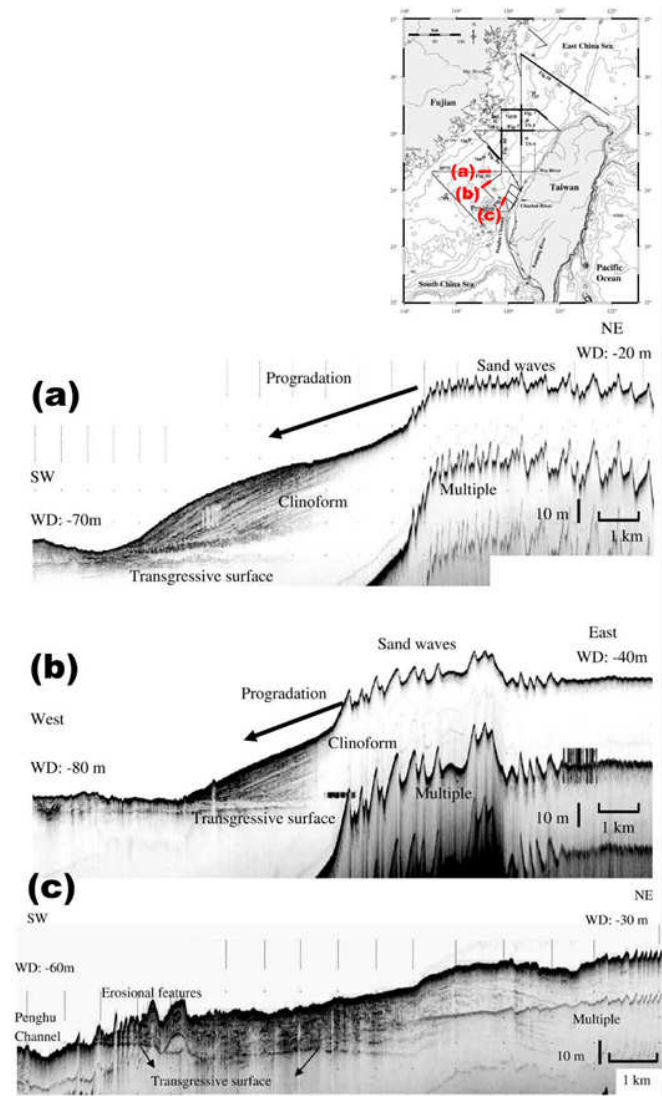 East China Sea
Fujian
Taiwan
(a)
(b)
(c)
South China Sea
Pacific
Ocean
NE
WD: -20 m
(a)
Progradation
Sand waves
SW
Clinoform
Multiple
WD: -70m
10 m
1 km
Transgressive surface
(b)
Sand waves
East
WD: -40m
Progradation
West
Clinoform
WD: -80 m
Multiple
Transgressive surface
10 m
1 km
(c)
SW
NE
WD: -30 m
WD: -60m
Erosional features
Penghu
Channel
Multiple
10 m
Transgressive surface
1 km